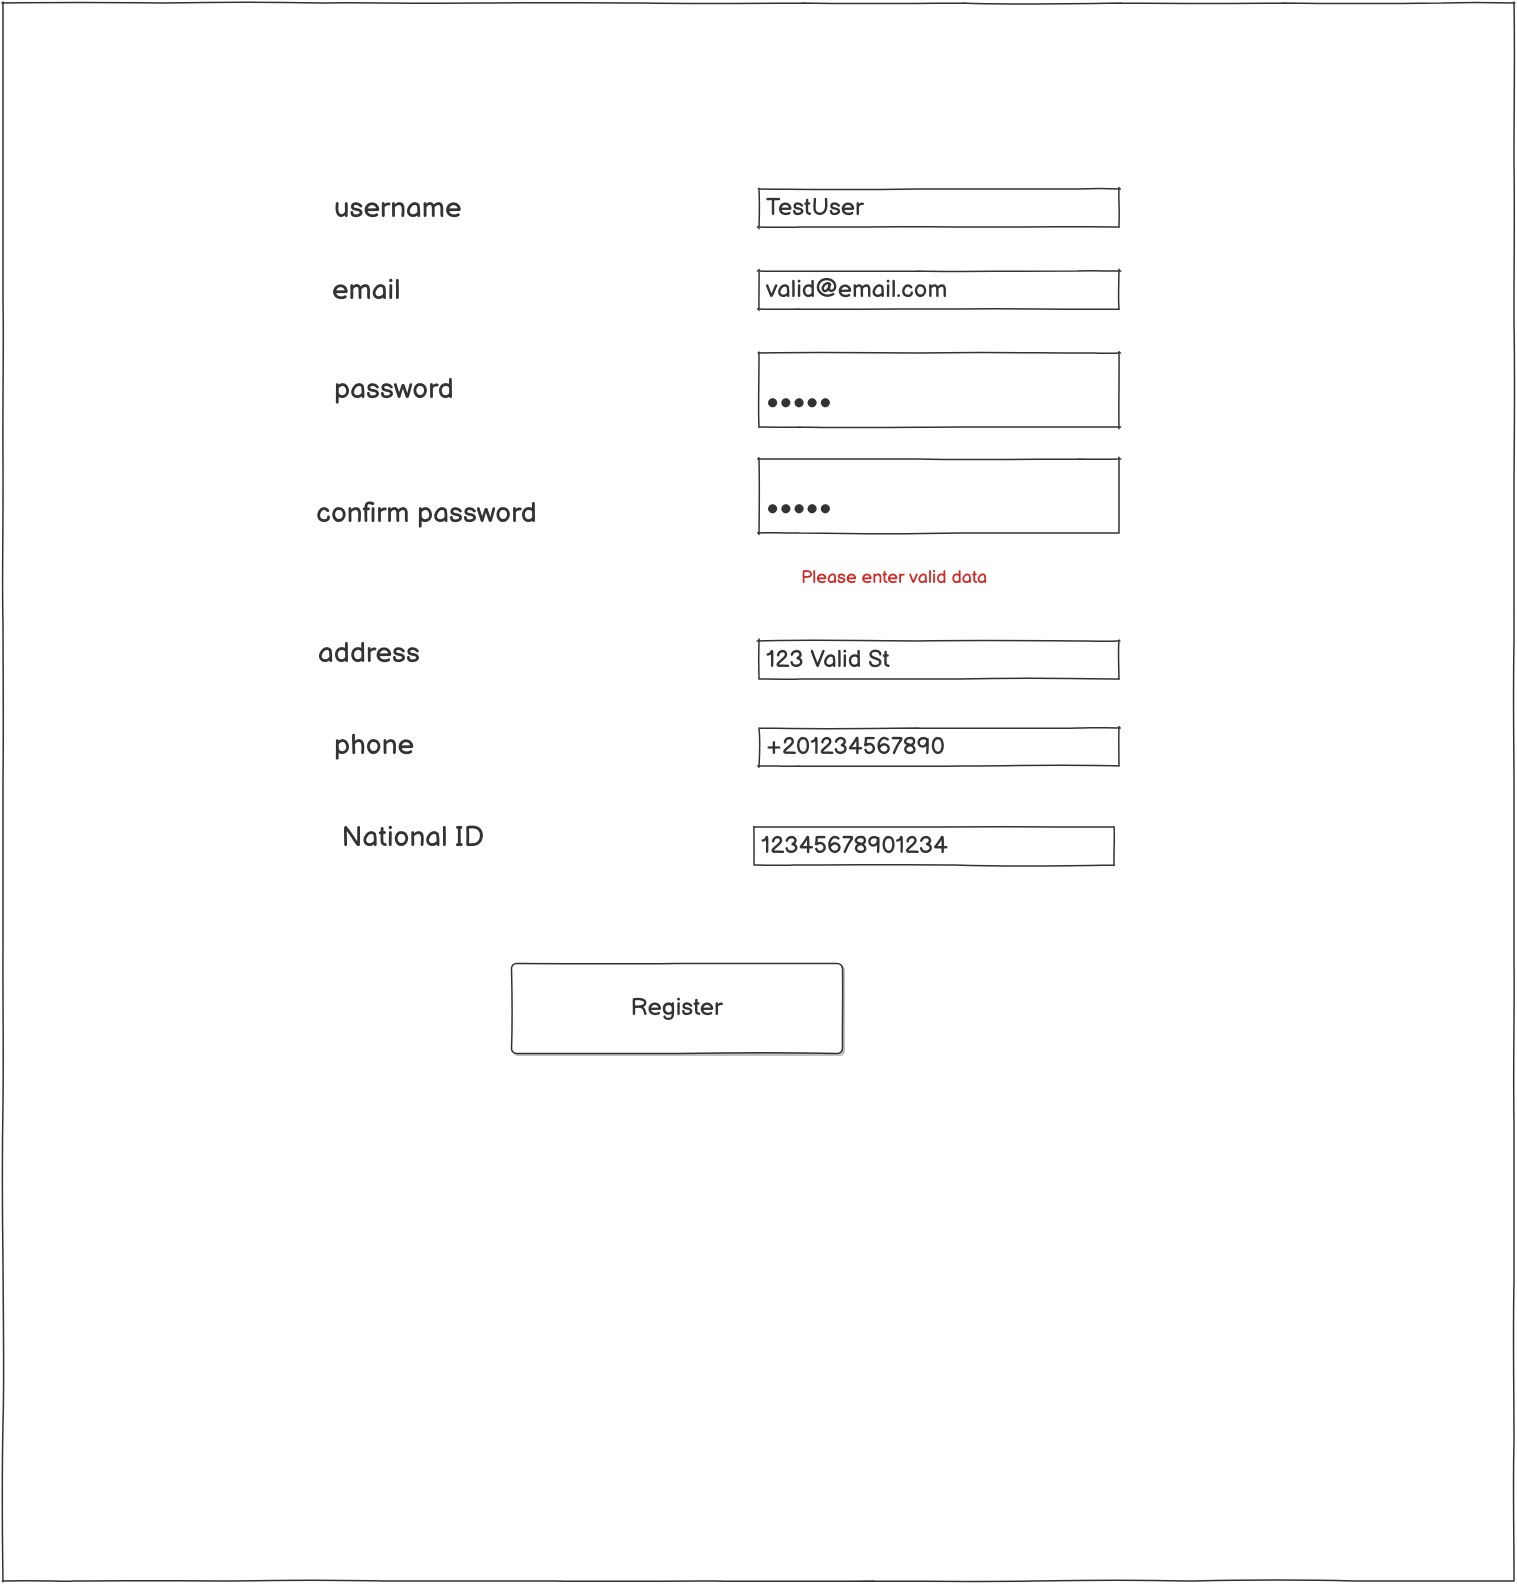 username
TestUser
email
valid@email.com
password
●●●●●
confirm password
●●●●●
Please enter valid data
address
123 Valid St
phone
+201234567890
National ID
12345678901234
Register